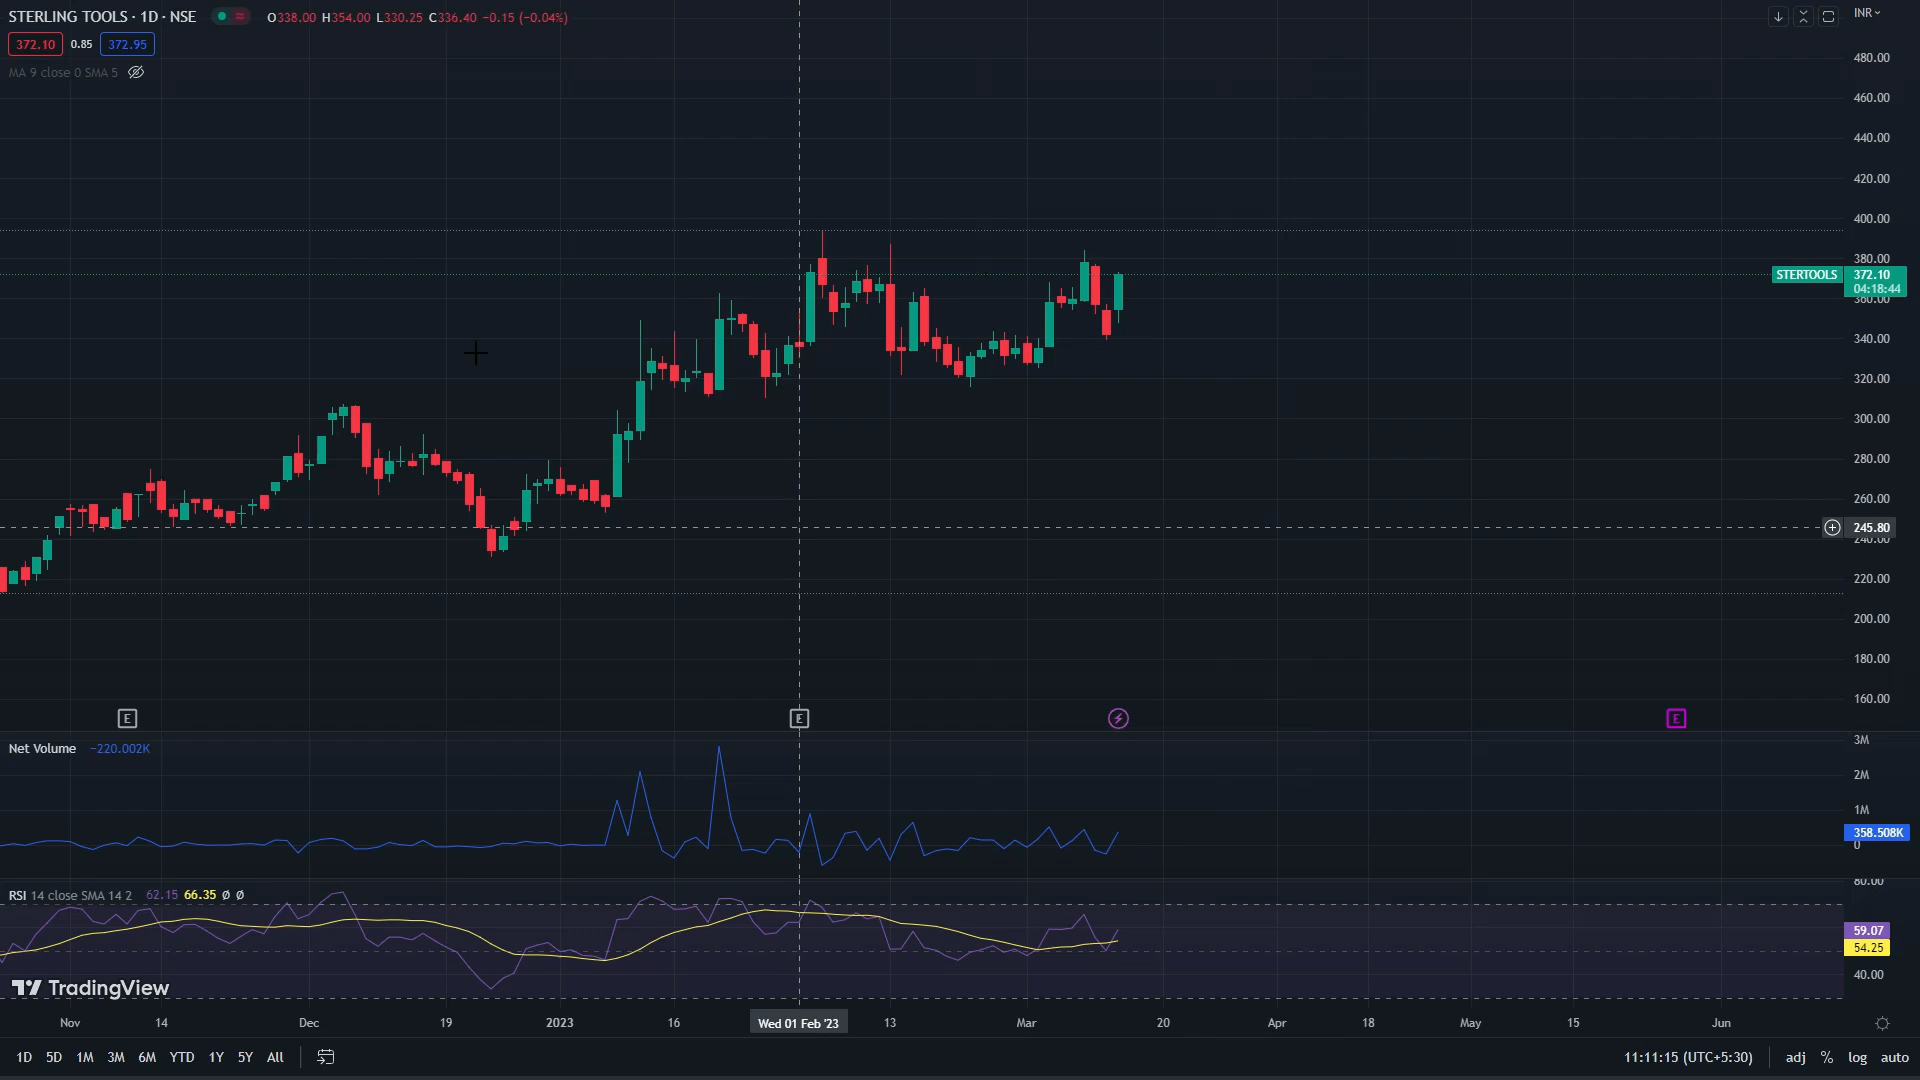 STERLING TOOLS · 1D · NSE O338.00 H354.00 L330.25 C336.40 −0.15 (−0.04%)
INR
372.10 0.85 372.95
MA 9 close 0 SMA 5
480.00
460.00
440.00
420.00
400.00
380.00
STERTOOLS 372.10
04:18:44
360.00
340.00
320.00
300.00
280.00
260.00
245.80
240.00
220.00
200.00
180.00
160.00
E E E
Net Volume −220.002K
3M
2M
1M
358.508K
0
80.00
RSI 14 close SMA 14 2 62.15 66.35 Ø Ø
59.07
54.25
40.00
TradingView
Nov 14 Dec 19 2023 16 Wed 01 Feb '23 13 Mar 20 Apr 18 May 15 Jun
1D 5D 1M 3M 6M YTD 1Y 5Y All 11:11:15 (UTC+5:30) adj % log auto